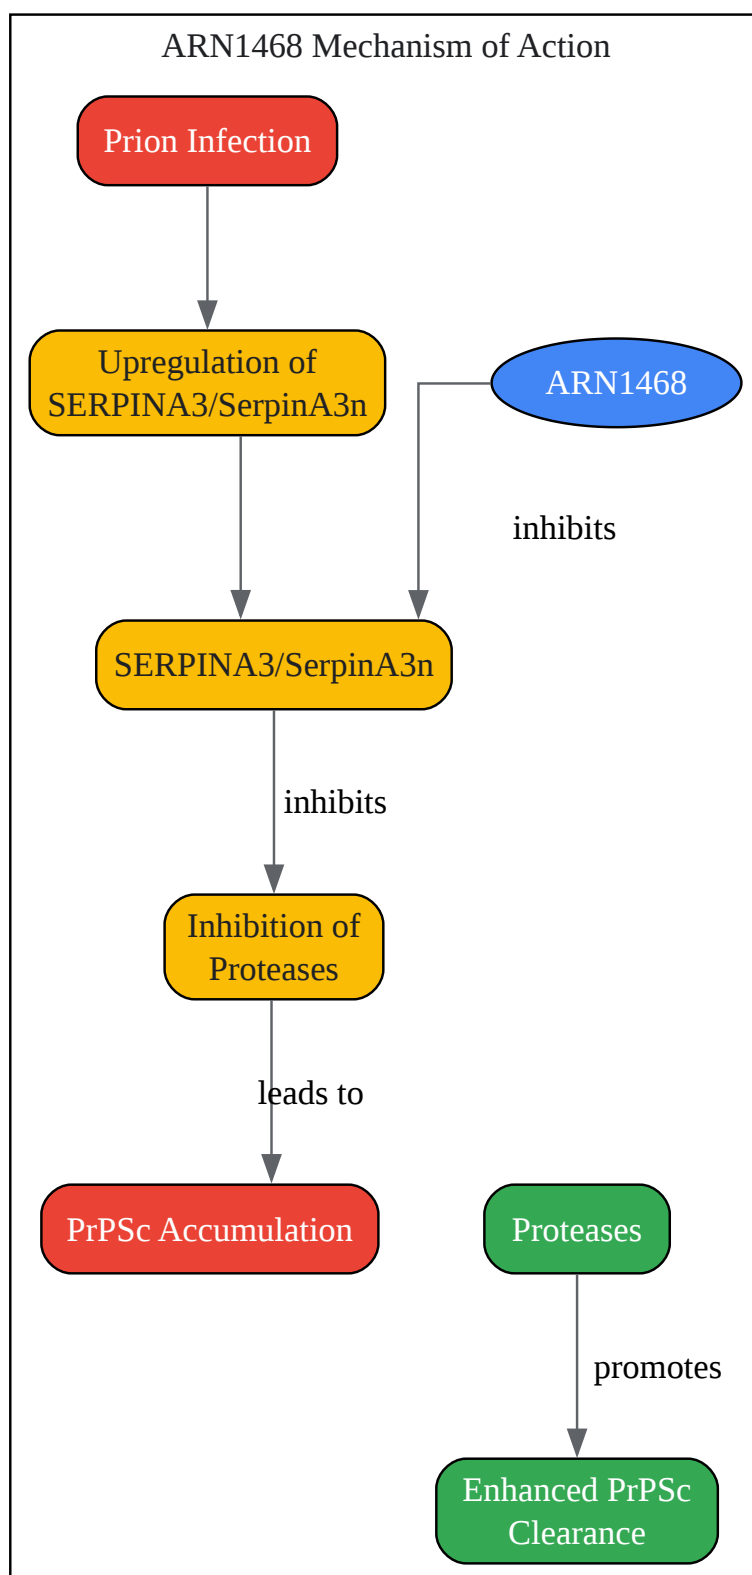 ARN1468 Mechanism of Action
Prion Infection
Upregulation of
SERPINA3/SerpinA3n
ARN1468
inhibits
SERPINA3/SerpinA3n
inhibits
Inhibition of
Proteases
leads to
PrPSc Accumulation
Proteases
promotes
Enhanced PrPSc
Clearance